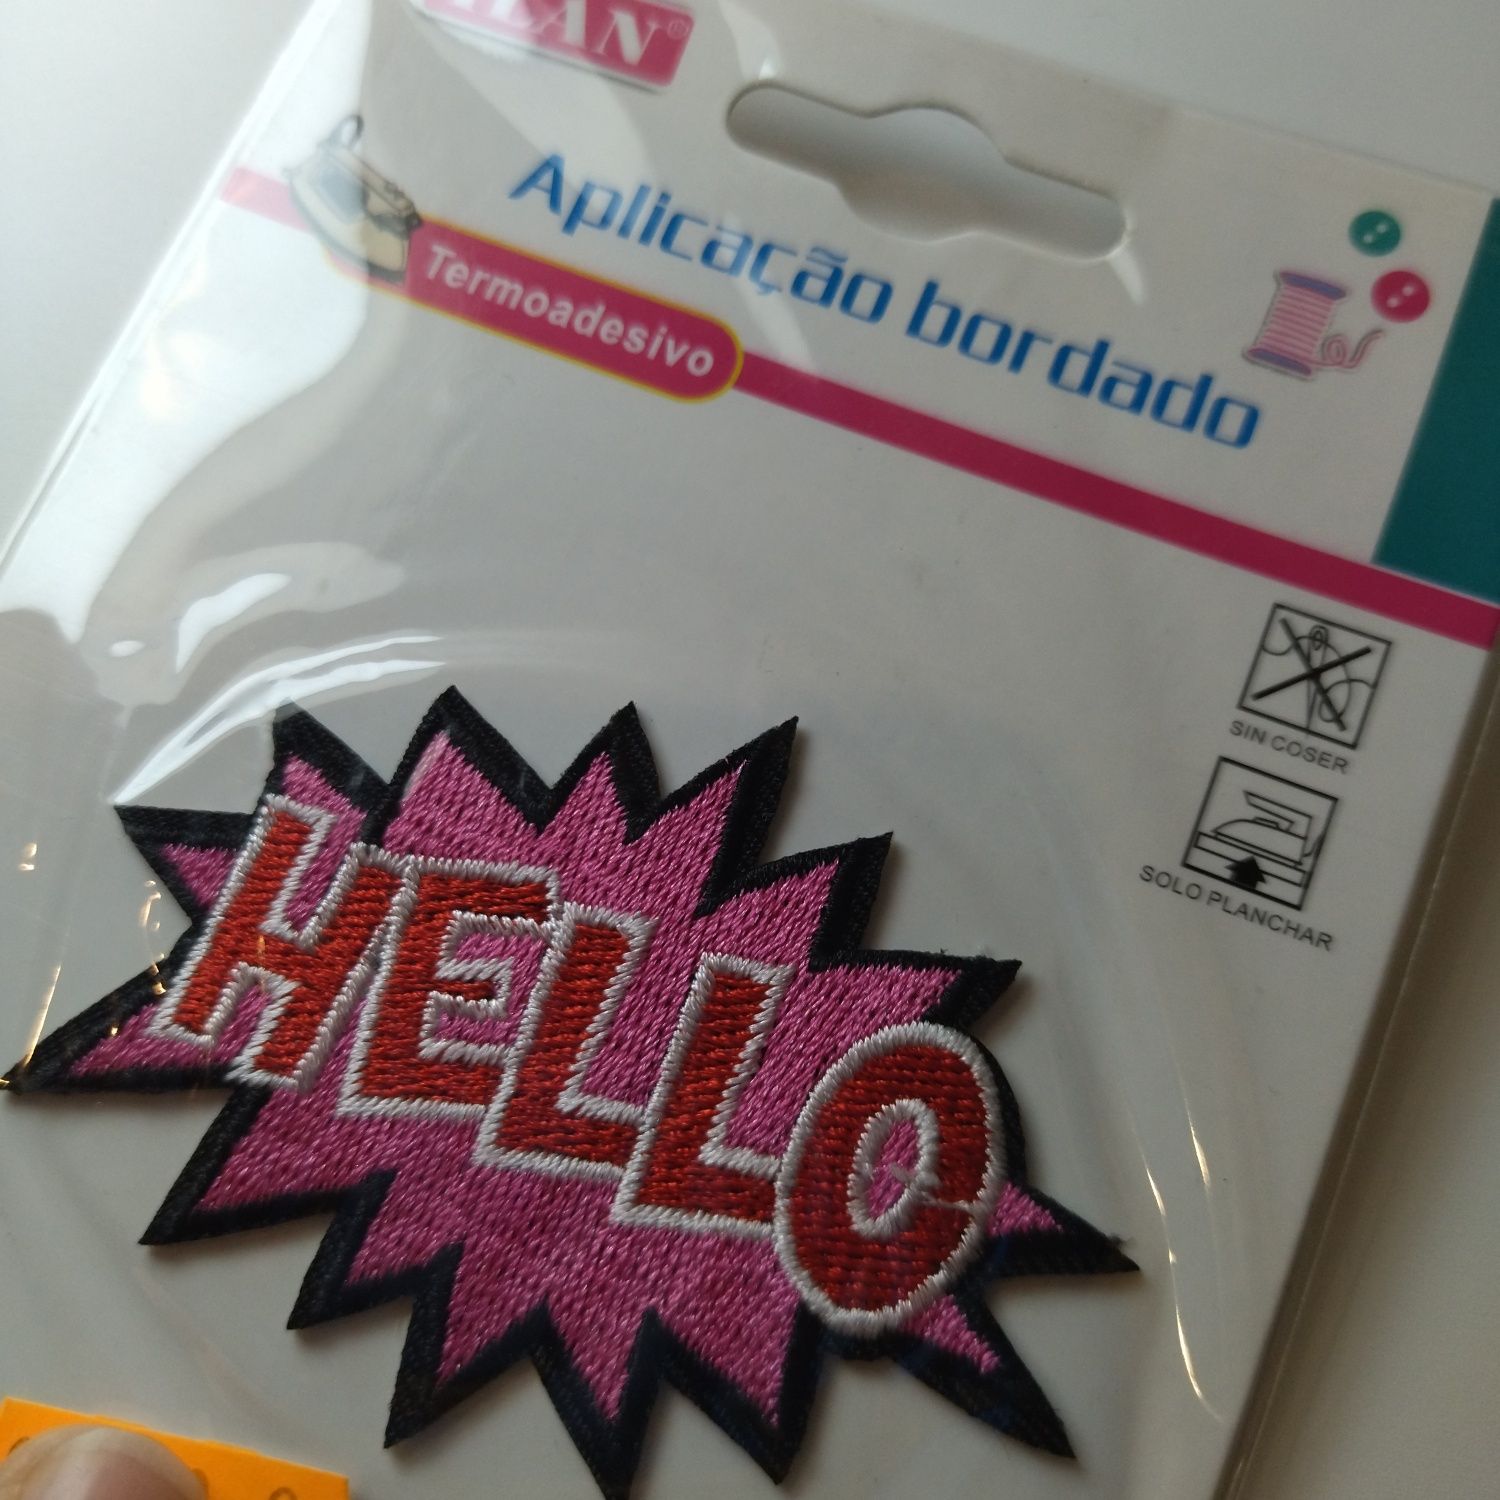 Aplicação bordado
Termoadesivo
SIN COSER
SOLO PLANCHAR
HELLO